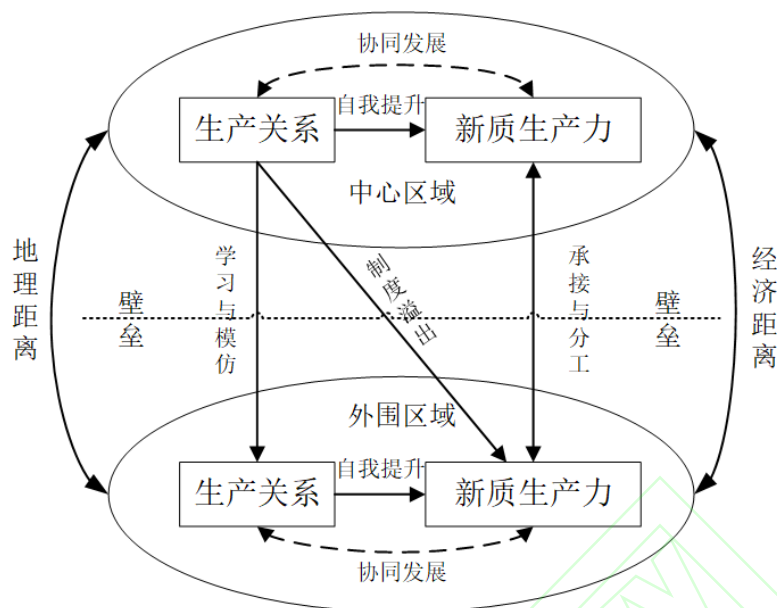 协同发展
自我提升
生产关系
新质生产力
中心区域
地理距离
学习与模仿
制度溢出
承接与分工
经济距离
壁垒
壁垒
外围区域
自我提升
生产关系
新质生产力
协同发展